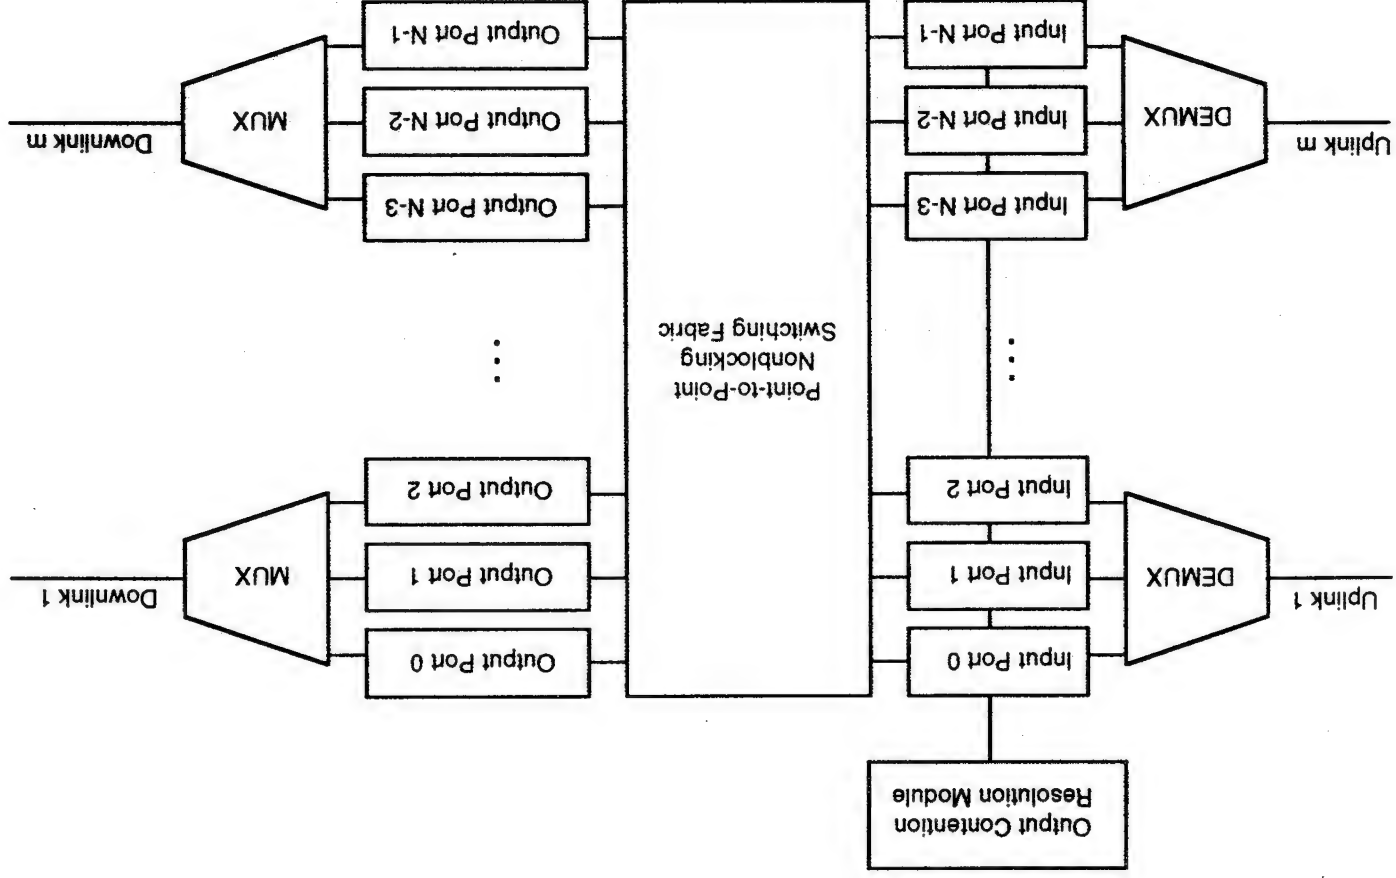 Output Contention
Resolution Module
Uplink 1
DEMUX
Input Port 0
Input Port 1
Input Port 2
Point-to-Point
Nonblocking
Switching Fabric
Output Port 0
Output Port 1
Output Port 2
MUX
Downlink 1
Uplink m
DEMUX
Input Port N-3
Input Port N-2
Input Port N-1
Output Port N-3
Output Port N-2
Output Port N-1
MUX
Downlink m